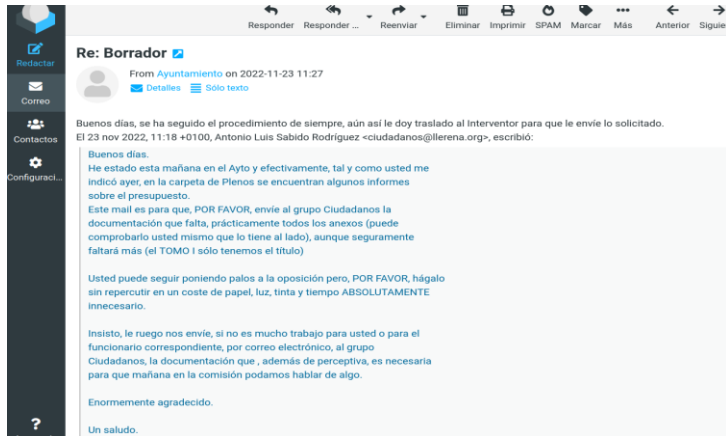 Responder Responder ... Reenviar Eliminar Imprimir SPAM Marcar Más Anterior
Redactar
Correo
Contactos
Configuraci...
?
Re: Borrador
From Ayuntamiento on 2022-11-23 11:27
Detalles Sólo texto
Buenos días, se ha seguido el procedimiento de siempre, aún así le doy traslado al Interventor para que le envíe lo solicitado.
El 23 nov 2022, 11:18 +0100, Antonio Luis Sabido Rodríguez <ciudadanos@llerena.org>, escribió:
Buenos días.
He estado esta mañana en el Ayto y efectivamente, tal y como usted me
indicó ayer, en la carpeta de Plenos se encuentran algunos informes
sobre el presupuesto.
Este mail es para que, POR FAVOR, envíe al grupo Ciudadanos la
documentación que falta, prácticamente todos los anexos (puede
comprobarlo usted mismo que lo tiene al lado), aunque seguramente
faltará más (el TOMO I sólo tenemos el título)
Usted puede seguir poniendo palos a la oposición pero, POR FAVOR, hágalo
sin repercutir en un coste de papel, luz, tinta y tiempo ABSOLUTAMENTE
innecesario.
Insisto, le ruego nos envíe, si no es mucho trabajo para usted o para el
funcionario correspondiente, por correo electrónico, al grupo
Ciudadanos, la documentación que , además de perceptiva, es necesaria
para que mañana en la comisión podamos hablar de algo.
Enormemente agradecido.
Un saludo.